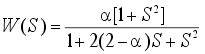 W(S) = α[1+S²] / 1+2(2−α)S+S²